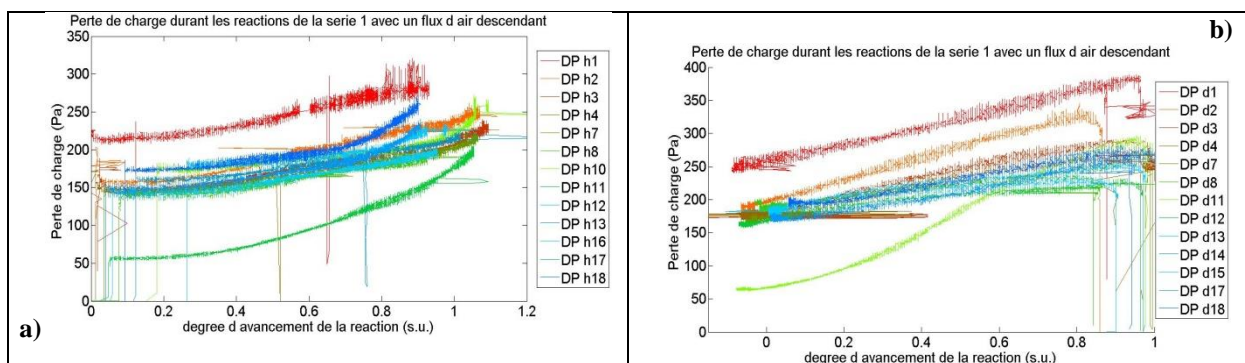 Perte de charge durant les reactions de la serie 1 avec un flux d air descendant
Perte de charge (Pa)
350
300
250
200
150
100
50
0
0
0.2
0.4
0.6
0.8
1
1.2
degree d avancement de la reaction (s.u.)
DP h1
DP h2
DP h3
DP h4
DP h7
DP h8
DP h10
DP h11
DP h12
DP h13
DP h16
DP h17
DP h18
a)
b)
Perte de charge durant les reactions de la serie 1 avec un flux d air descendant
Perte de charge (Pa)
400
350
300
250
200
150
100
50
0
0
0.2
0.4
0.6
0.8
1
degree d avancement de la reaction (s.u.)
DP d1
DP d2
DP d3
DP d4
DP d7
DP d8
DP d11
DP d12
DP d13
DP d14
DP d15
DP d17
DP d18